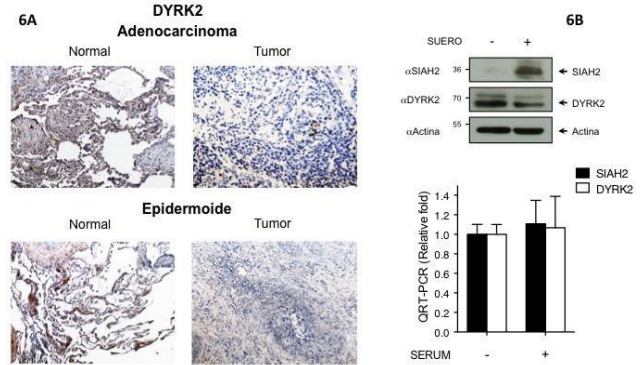 6A
DYRK2
Adenocarcinoma
Normal Tumor
Epidermoide
Normal Tumor
6B
SUERO - +
αSIAH2 36 SIAH2
αDYRK2 70 DYRK2
55
αActina Actina
SIAH2
DYRK2
QRT-PCR (Relative fold)
1.4
1.2
1.0
0.8
0.6
0.4
0.2
0.0
SERUM - +